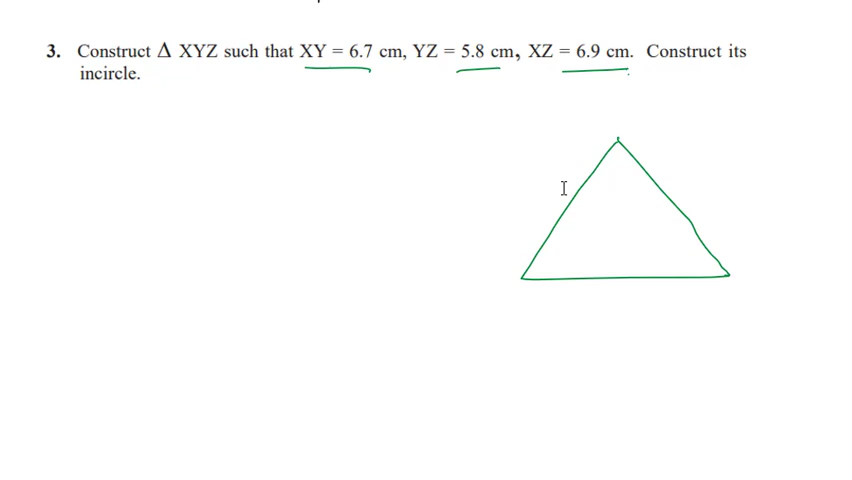 3. Construct Δ XYZ such that XY = 6.7 cm, YZ = 5.8 cm, XZ = 6.9 cm. Construct its
incircle.